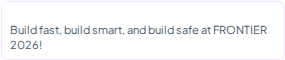 Build fast, build smart, and build safe at FRONTIER
2026!